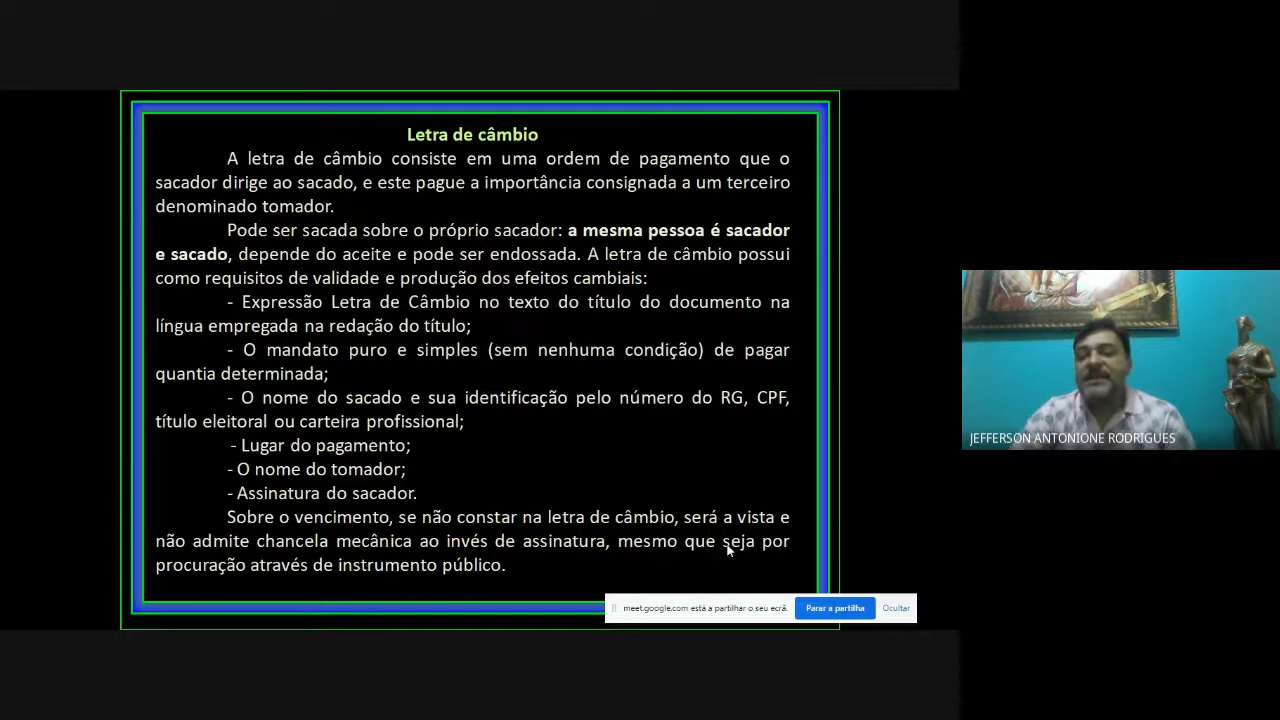 Letra de câmbio
A letra de câmbio consiste em uma ordem de pagamento que o
sacador dirige ao sacado, e este pague a importância consignada a um terceiro
denominado tomador.
Pode ser sacada sobre o próprio sacador: a mesma pessoa é sacador
e sacado, depende do aceite e pode ser endossada. A letra de câmbio possui
como requisitos de validade e produção dos efeitos cambiais:
- Expressão Letra de Câmbio no texto do título do documento na
língua empregada na redação do título;
- O mandato puro e simples (sem nenhuma condição) de pagar
quantia determinada;
- O nome do sacado e sua identificação pelo número do RG, CPF,
título eleitoral ou carteira profissional;
- Lugar do pagamento;
- O nome do tomador;
- Assinatura do sacador.
Sobre o vencimento, se não constar na letra de câmbio, será a vista e
não admite chancela mecânica ao invés de assinatura, mesmo que seja por
procuração através de instrumento público.
meet.google.com está a partilhar o seu ecrã. Parar a partilha Ocultar
JEFFERSON ANTONIONE RODRIGUES